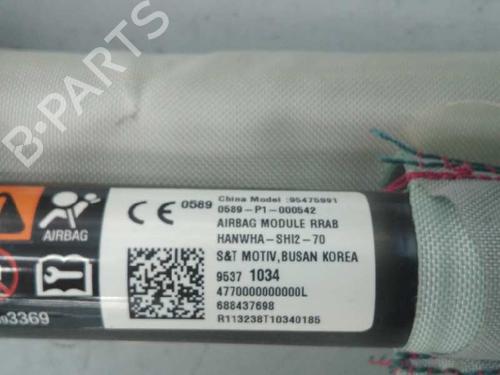 B-PARTS
AIRBAG
3369
CE 0589
China Model :95475991
0589-P1-000542
AIRBAG MODULE RRAB
HANWHA-SHI2-70
S&T MOTIV,BUSAN KOREA
9537 1034
4770000000000L
688437698
R113238T10340185